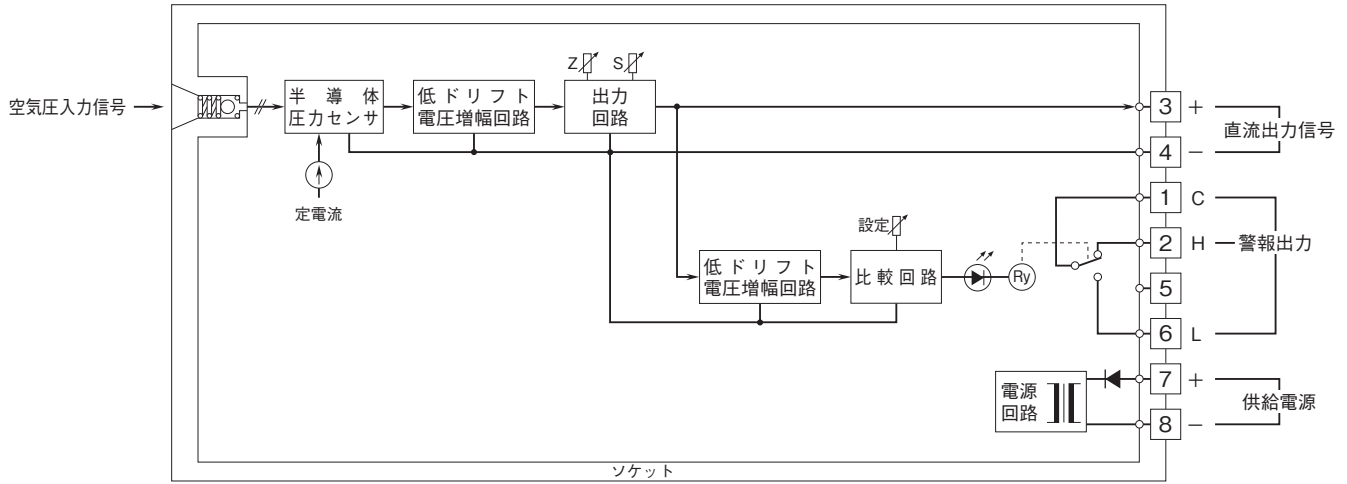 空気圧入力信号
半導体
圧力センサ
定電流
低ドリフト
電圧増幅回路
Z
S
出力
回路
3 +
4 −
直流出力信号
1 C
2 H
5
6 L
警報出力
設定
低ドリフト
電圧増幅回路
比較回路
Ry
電源
回路
7 +
8 −
供給電源
ソケット